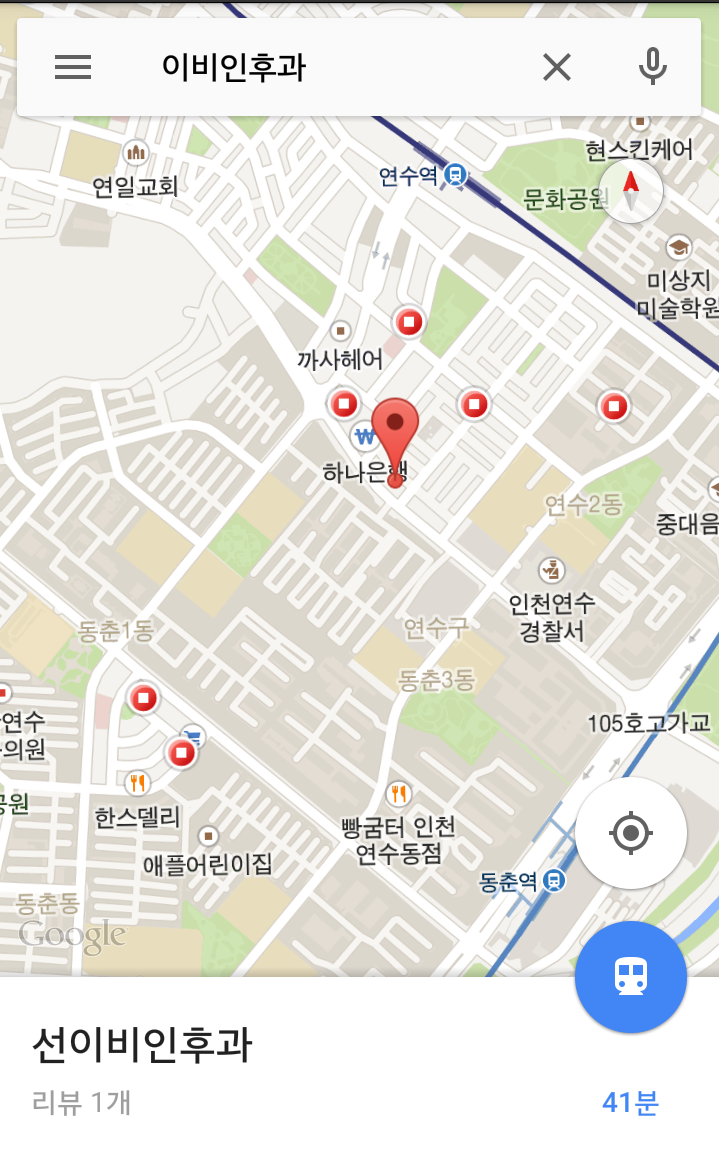 이비인후과
현스킨케어
연수역
연일교회
문화공원
미상지
미술학원
까사헤어
하나은행
연수2동
중대음
인천연수
경찰서
연수구
동춘1동
동춘3동
연수
의원
105호고가교
공원
한스델리
빵굼터 인천
연수동점
애플어린이집
동춘역
동춘동
Google
선이비인후과
리뷰 1개
41분